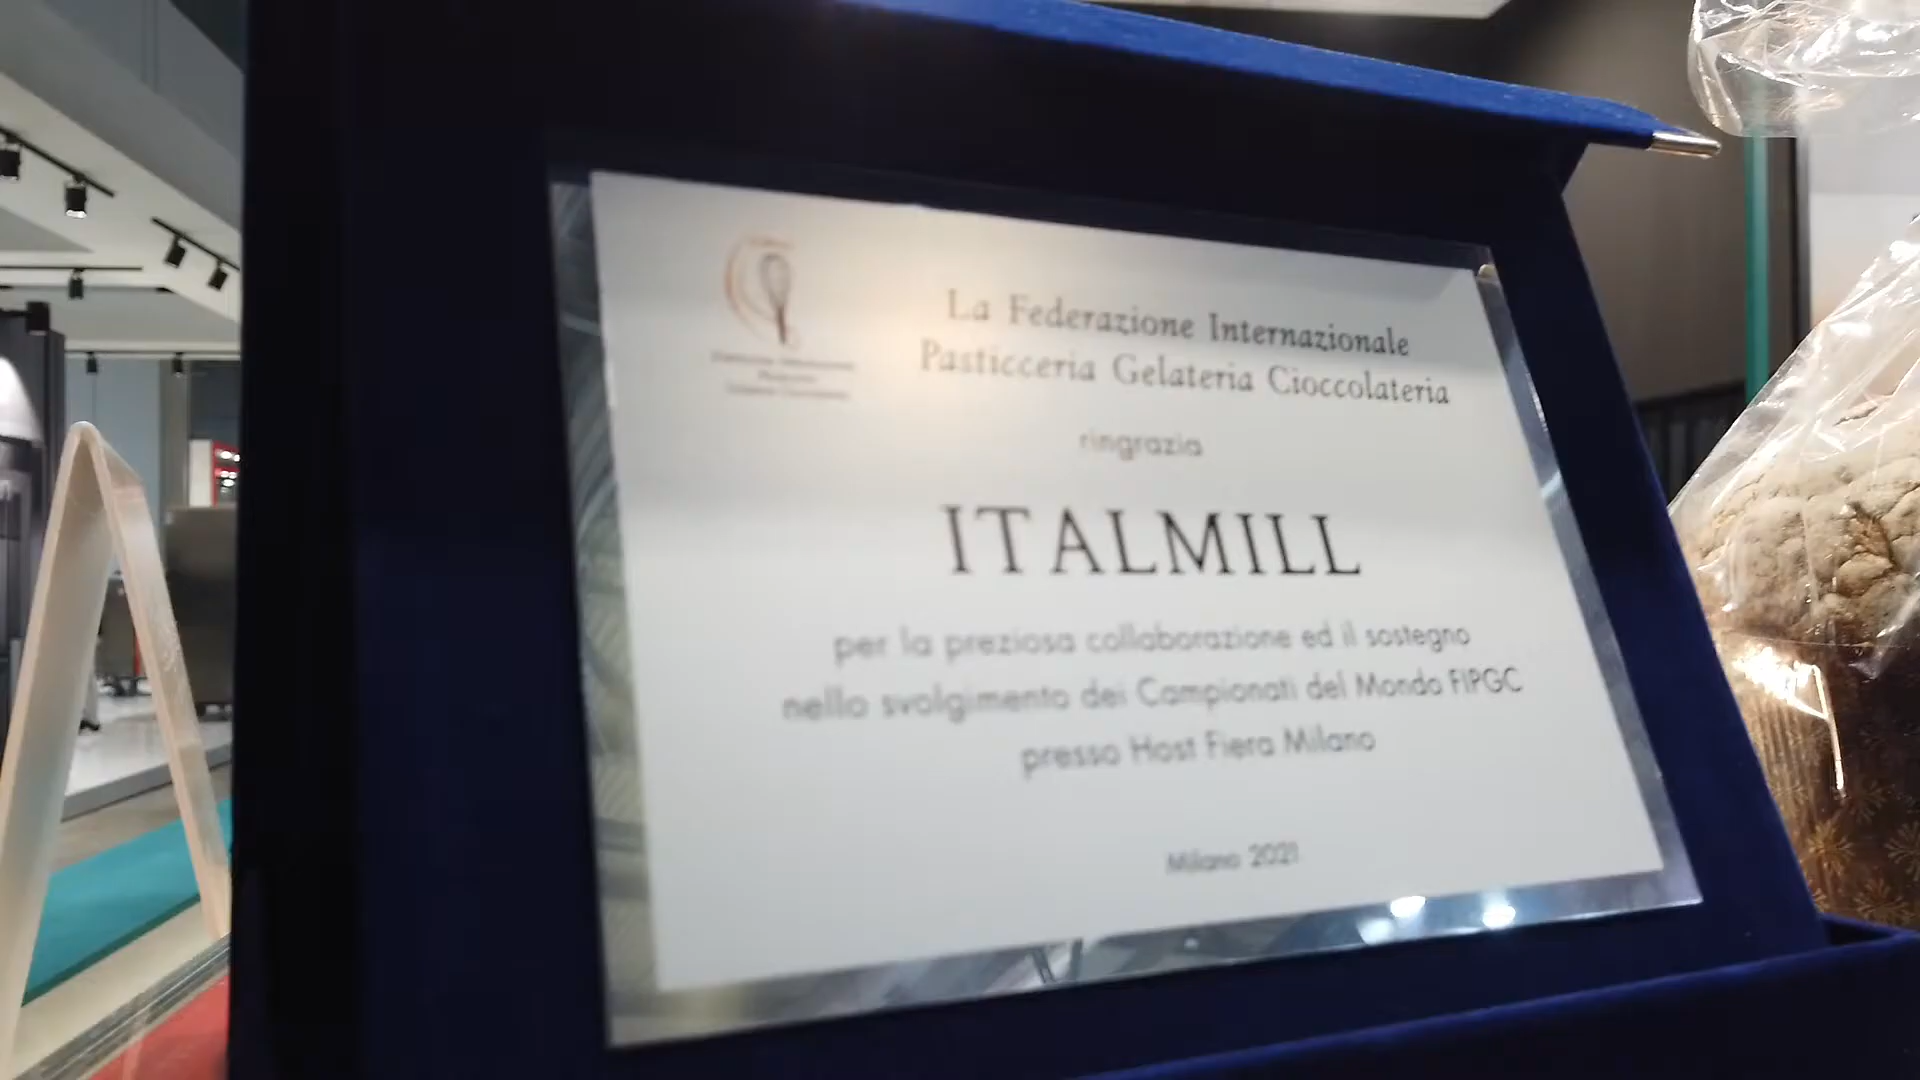 La Federazione Internazionale
Pasticceria Gelateria Cioccolateria
ringrazia
ITALMILL
per la preziosa collaborazione ed il sostegno
nello svolgimento dei Campionati del Mondo FIPGC
presso Host Fiera Milano
Milano 2021